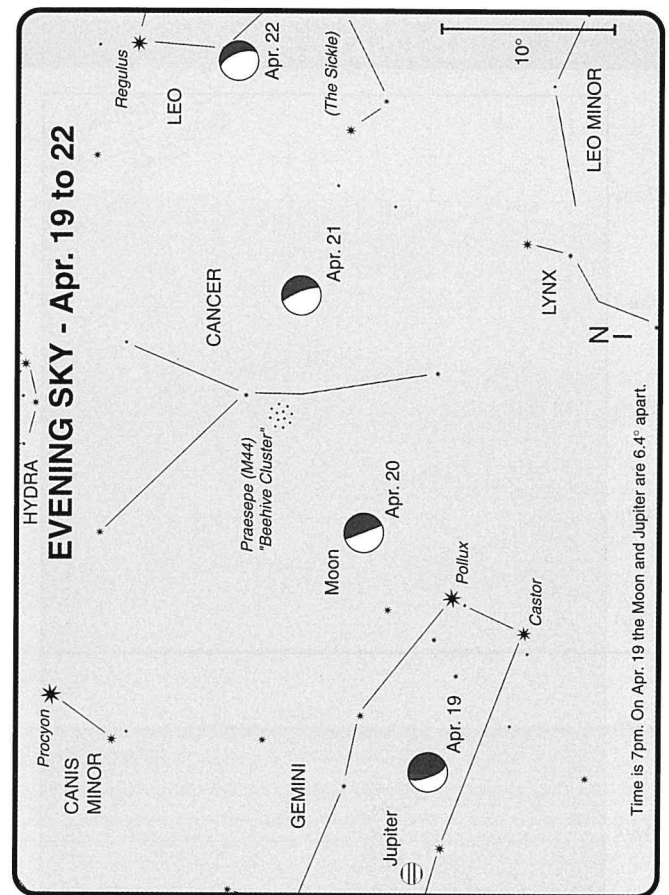 HYDRA
EVENING SKY - Apr. 19 to 22
Procyon
CANIS
MINOR
Regulus
LEO
CANCER
Praesepe (M44)
"Beehive Cluster"
Apr. 22
GEMINI
Moon
Apr. 21
(The Sickle)
Jupiter
Apr. 20
Apr. 19
Pollux
10°
Castor
LYNX
LEO MINOR
N
Time is 7pm. On Apr. 19 the Moon and Jupiter are 6.4° apart.